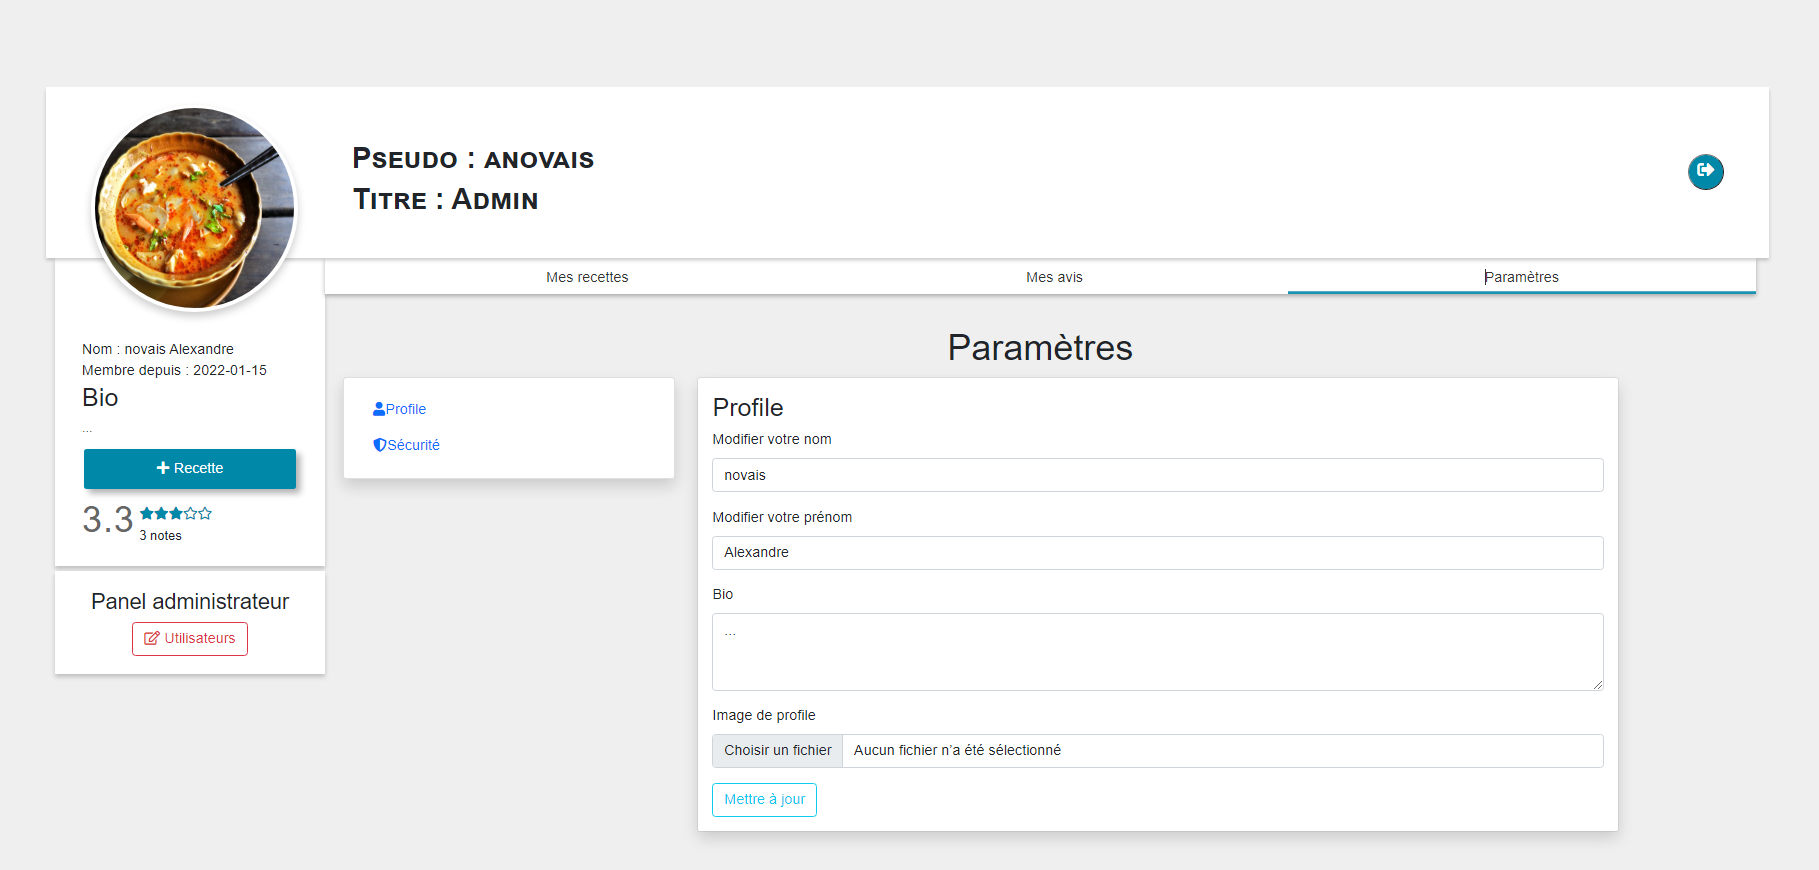 Pseudo : anovais
Titre : Admin
Mes recettes
Mes avis
Paramètres
Nom : novais Alexandre
Membre depuis : 2022-01-15
Bio
...
Recette
3.3
3 notes
Panel administrateur
Utilisateurs
Paramètres
Profile
Sécurité
Profile
Modifier votre nom
novais
Modifier votre prénom
Alexandre
Bio
...
Image de profile
Choisir un fichier Aucun fichier n’a été sélectionné
Mettre à jour